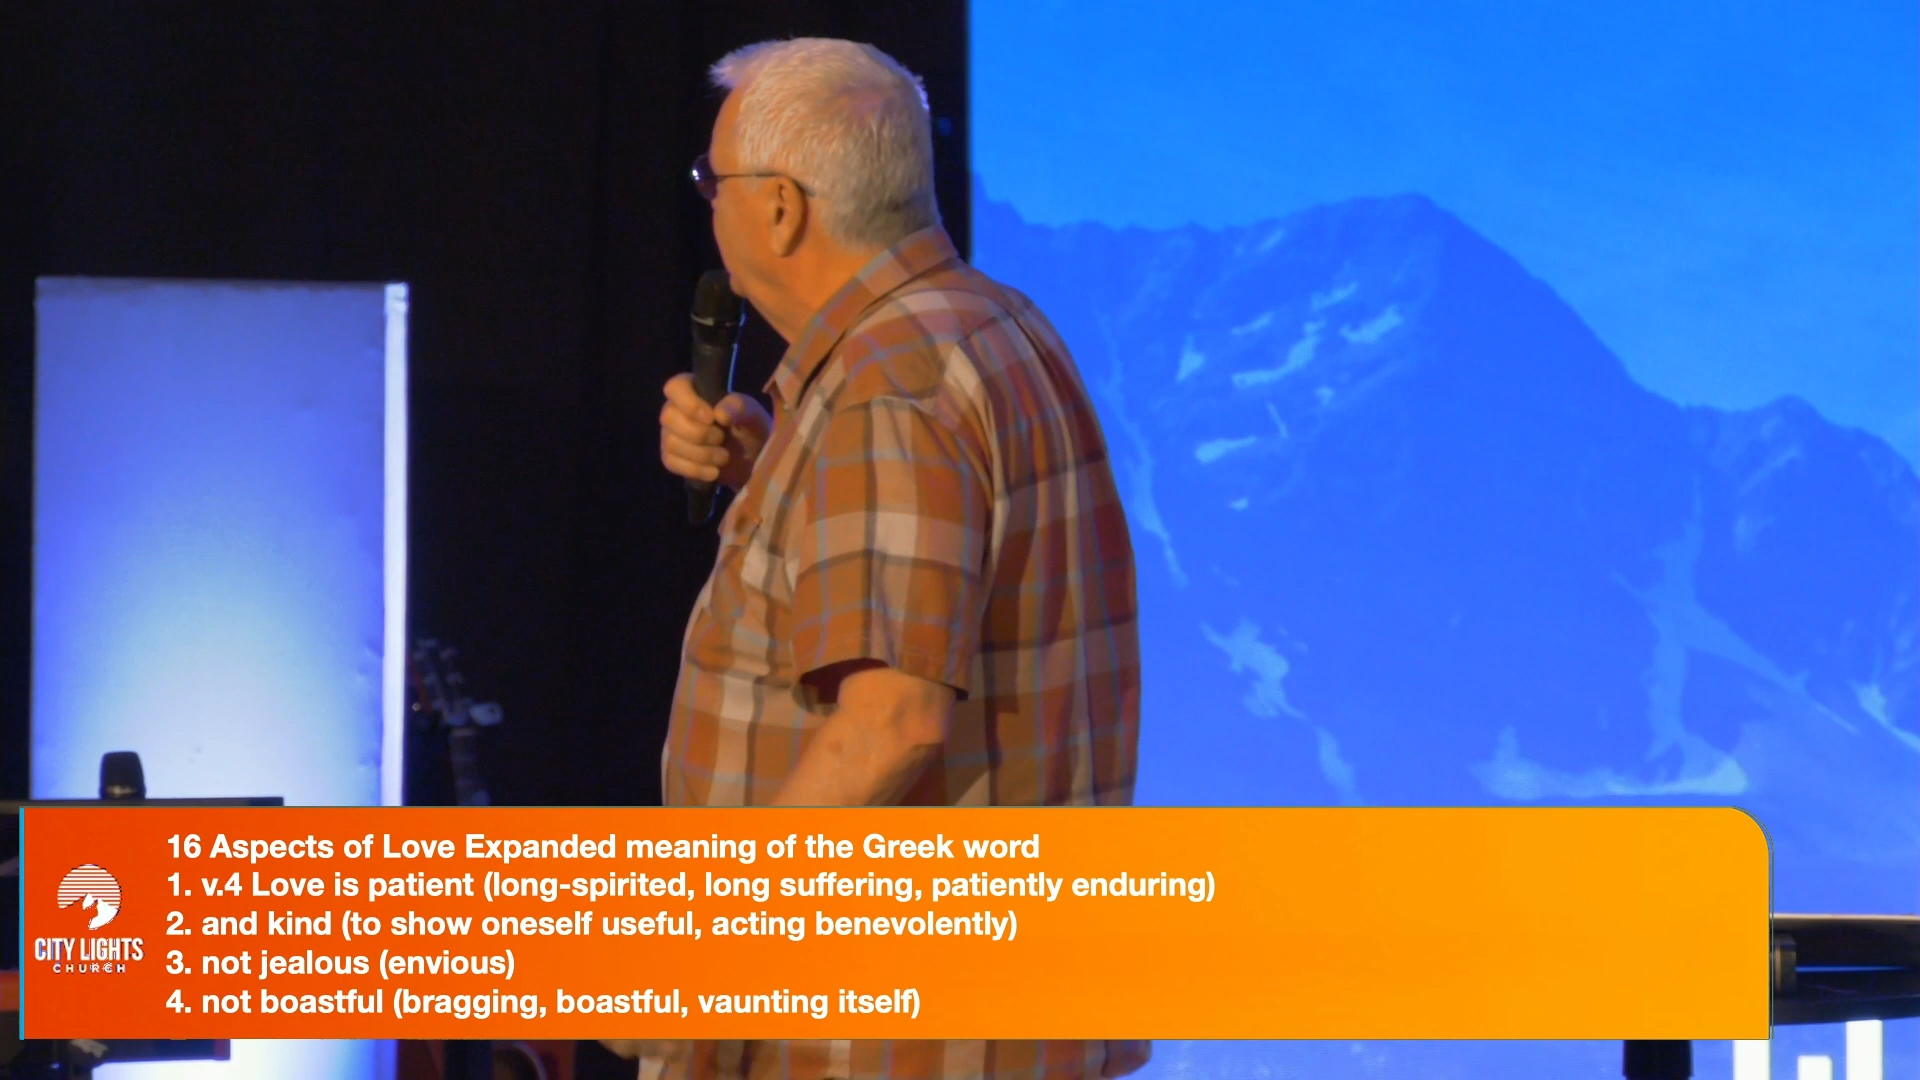 16 Aspects of Love Expanded meaning of the Greek word
1. v.4 Love is patient (long-spirited, long suffering, patiently enduring)
2. and kind (to show oneself useful, acting benevolently)
3. not jealous (envious)
4. not boastful (bragging, boastful, vaunting itself)
CITY LIGHTS
CHURCH